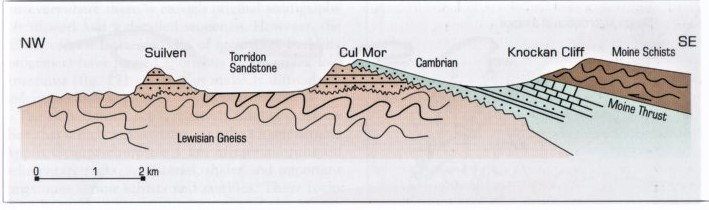 NW
SE
Suilven
Torridon
Sandstone
Cul Mor
Cambrian
Knockan Cliff
Moine Schists
Moine Thrust
Lewisian Gneiss
0 1 2 km